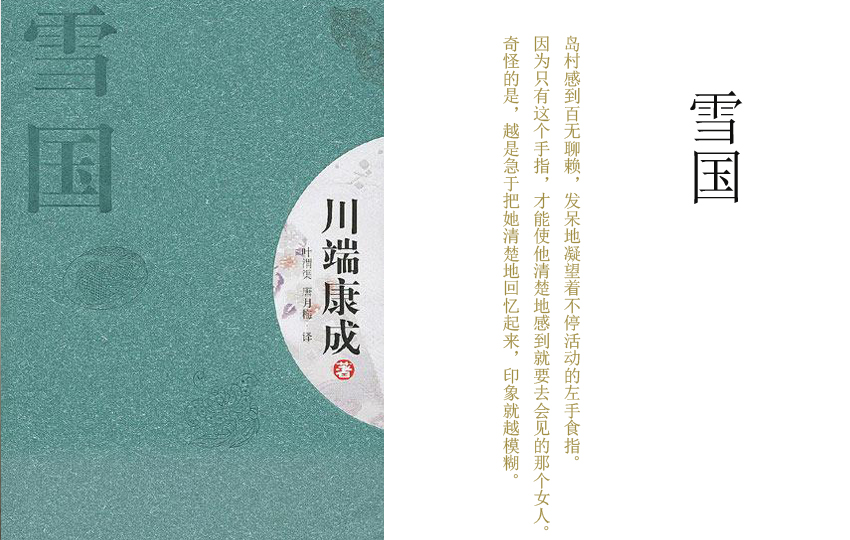 雪国
川端康成
著
叶渭渠 唐月梅·译
雪国
岛村感到百无聊赖，发呆地凝望着不停活动的左手食指。
因为只有这个手指，才能使他清楚地感到就要去会见的那个女人。
奇怪的是，越是急于把她清楚地回忆起来，印象就越模糊。